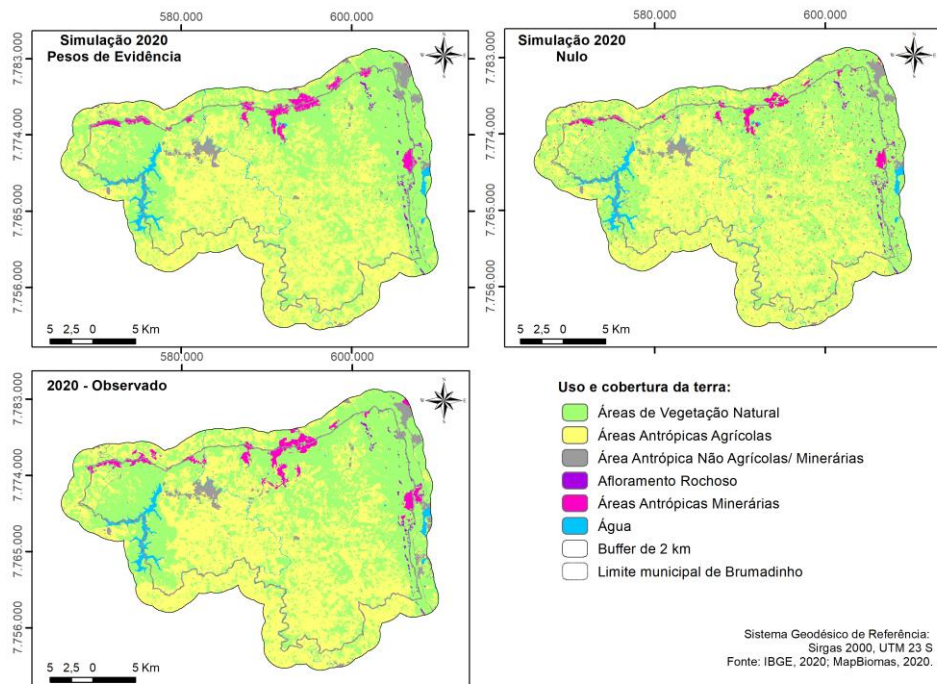 580.000
600.000
Simulação 2020
Pesos de Evidência
7.783.000
7.774.000
7.765.000
7.756.000
5 2,5 0 5 Km
580.000
600.000
Simulação 2020
Nulo
7.783.000
7.774.000
7.765.000
7.756.000
5 2,5 0 5 Km
580.000
600.000
580.000
600.000
2020 - Observado
7.783.000
7.774.000
7.765.000
7.756.000
5 2,5 0 5 Km
Uso e cobertura da terra:
Áreas de Vegetação Natural
Áreas Antrópicas Agrícolas
Área Antrópica Não Agrícolas/ Minerárias
Afloramento Rochoso
Áreas Antrópicas Minerárias
Água
Buffer de 2 km
Limite municipal de Brumadinho
Sistema Geodésico de Referência:
Sirgas 2000, UTM 23 S
Fonte: IBGE, 2020; MapBiomas, 2020.